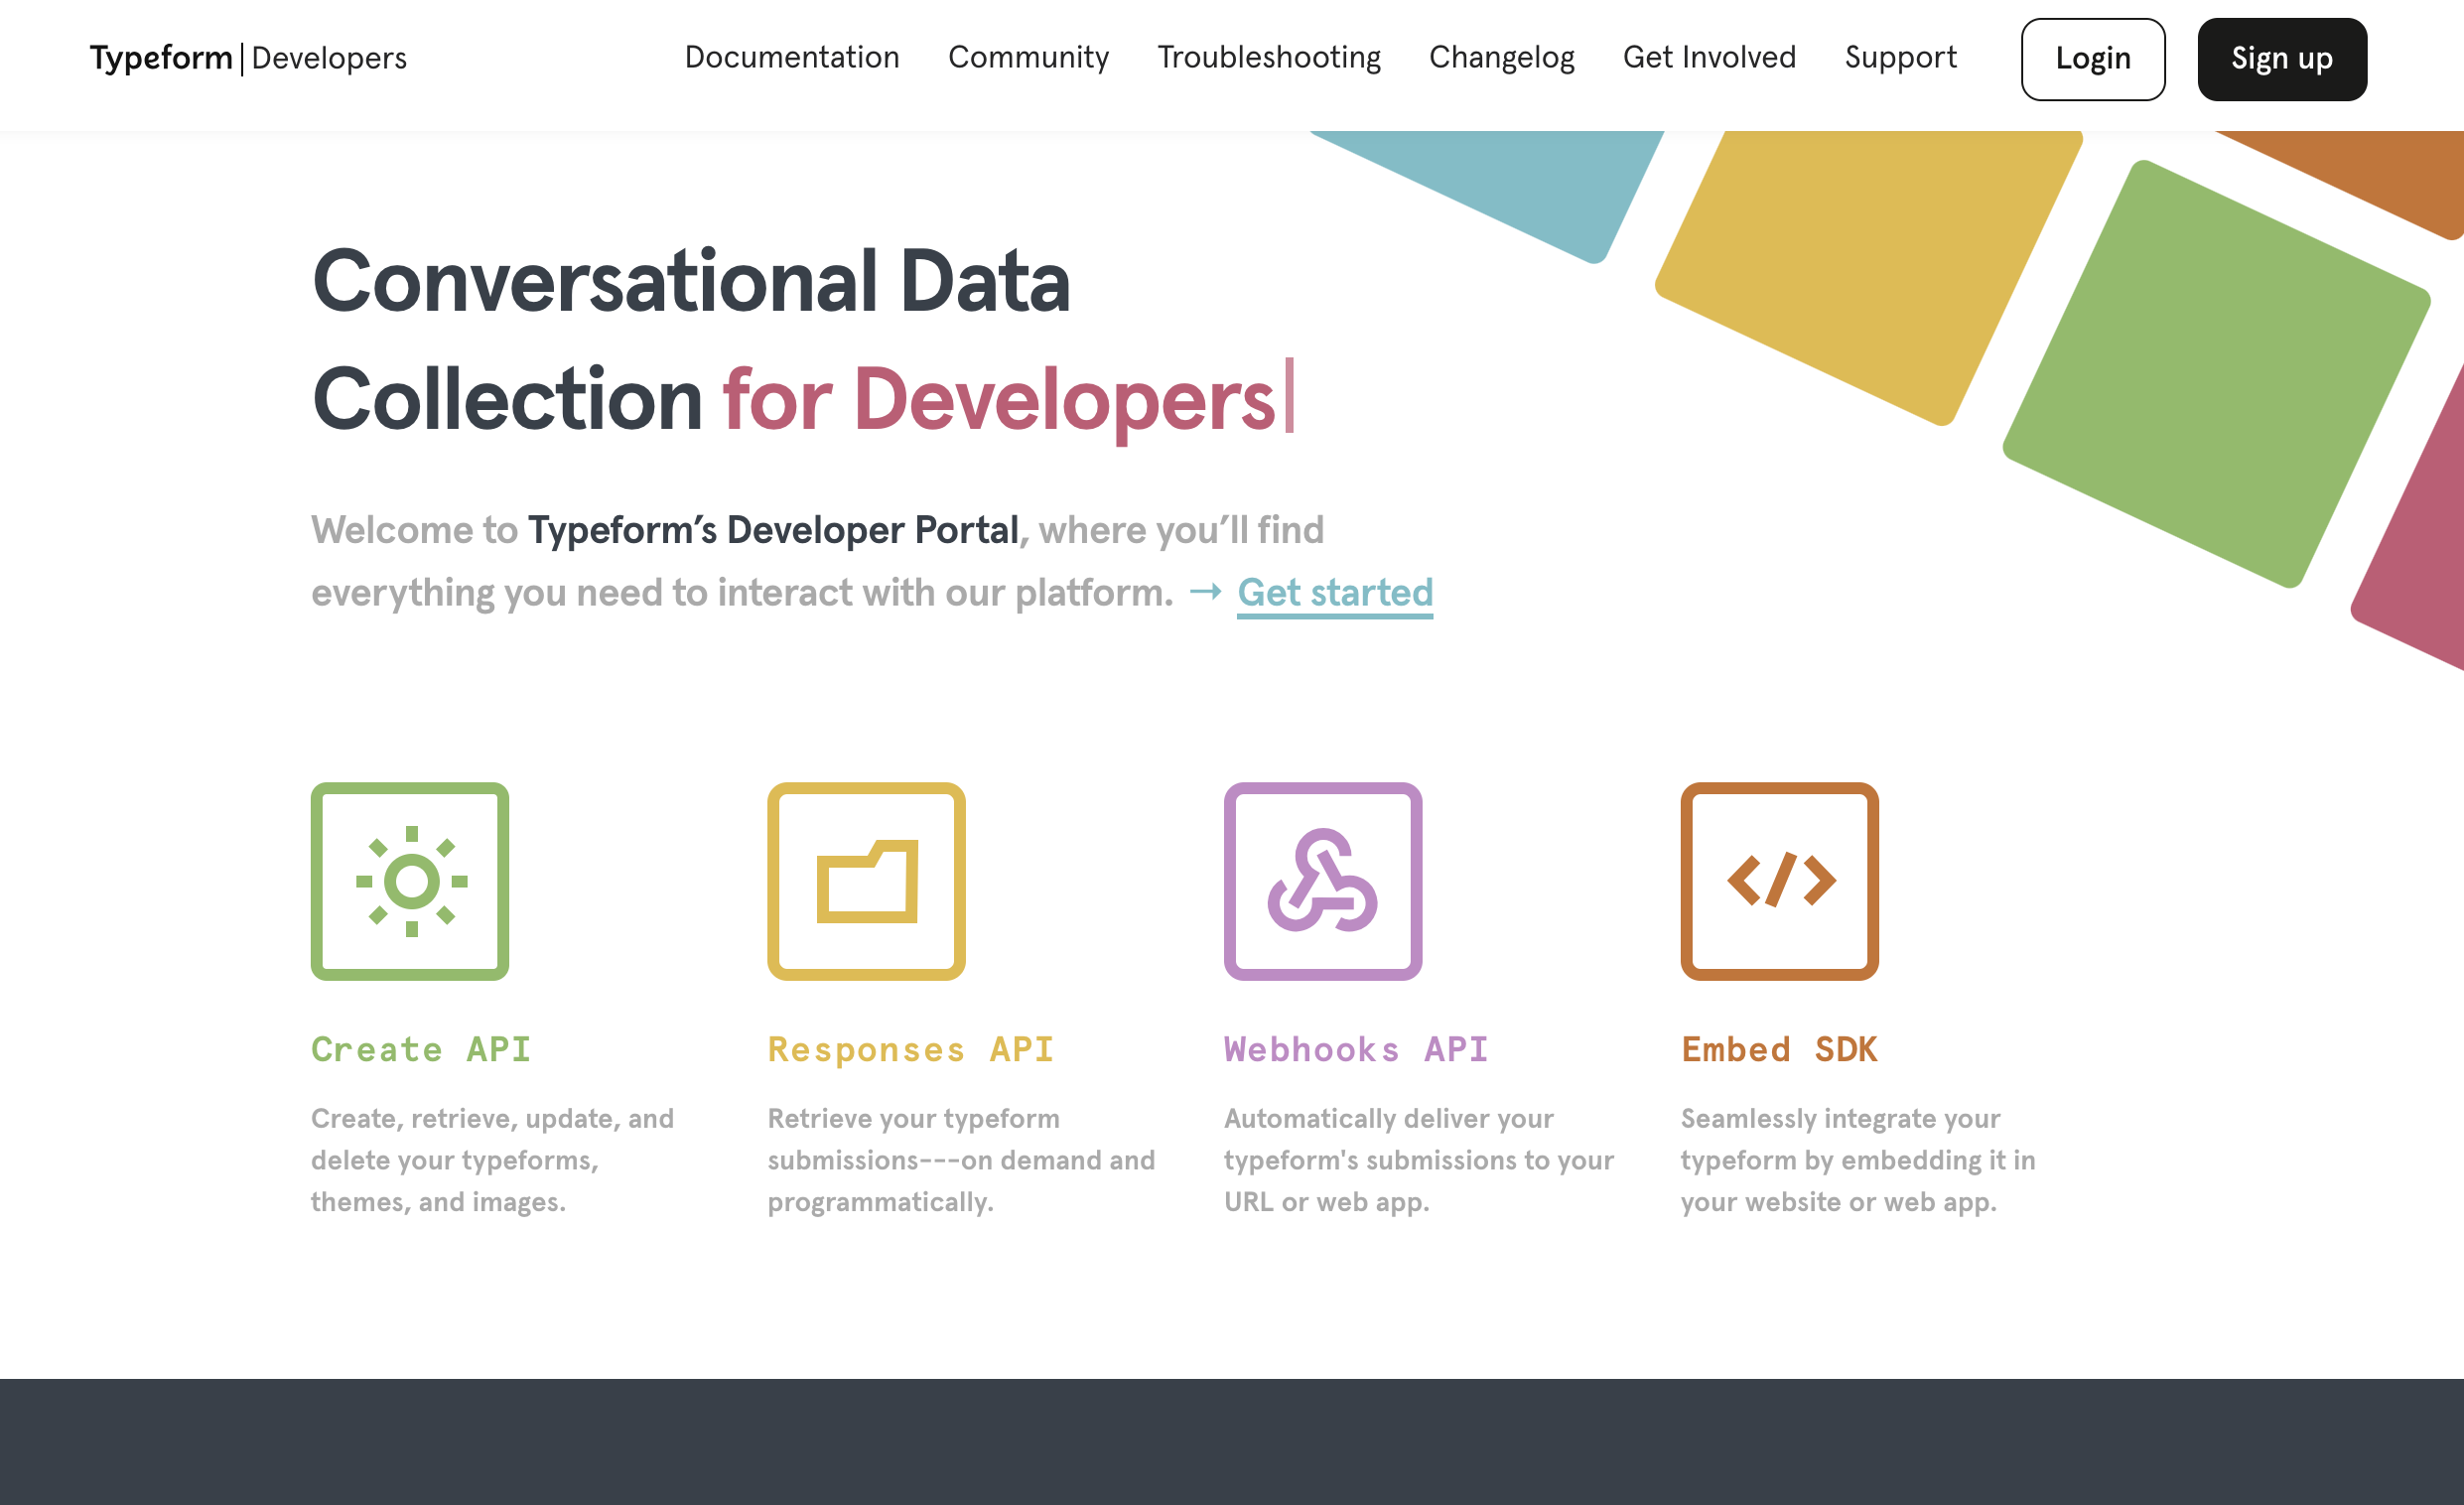 Typeform | Developers
Documentation Community Troubleshooting Changelog Get Involved Support Login Sign up
Conversational Data
Collection for Developers
Welcome to Typeform’s Developer Portal, where you’ll find
everything you need to interact with our platform. → Get started
Create API
Create, retrieve, update, and
delete your typeforms,
themes, and images.
Responses API
Retrieve your typeform
submissions---on demand and
programmatically.
Webhooks API
Automatically deliver your
typeform's submissions to your
URL or web app.
Embed SDK
Seamlessly integrate your
typeform by embedding it in
your website or web app.